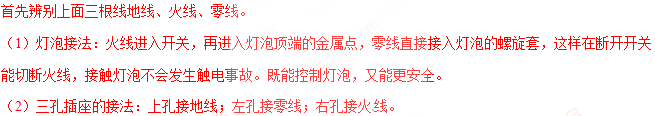 首先辨别上面三根线地线、火线、零线。
（1）灯泡接法：火线进入开关，再进入灯泡顶端的金属点，零线直接接入灯泡的螺旋套，这样在断开开关
能切断火线，接触灯泡不会发生触电事故。既能控制灯泡，又能更安全。
（2）三孔插座的接法：上孔接地线；左孔接零线；右孔接火线。